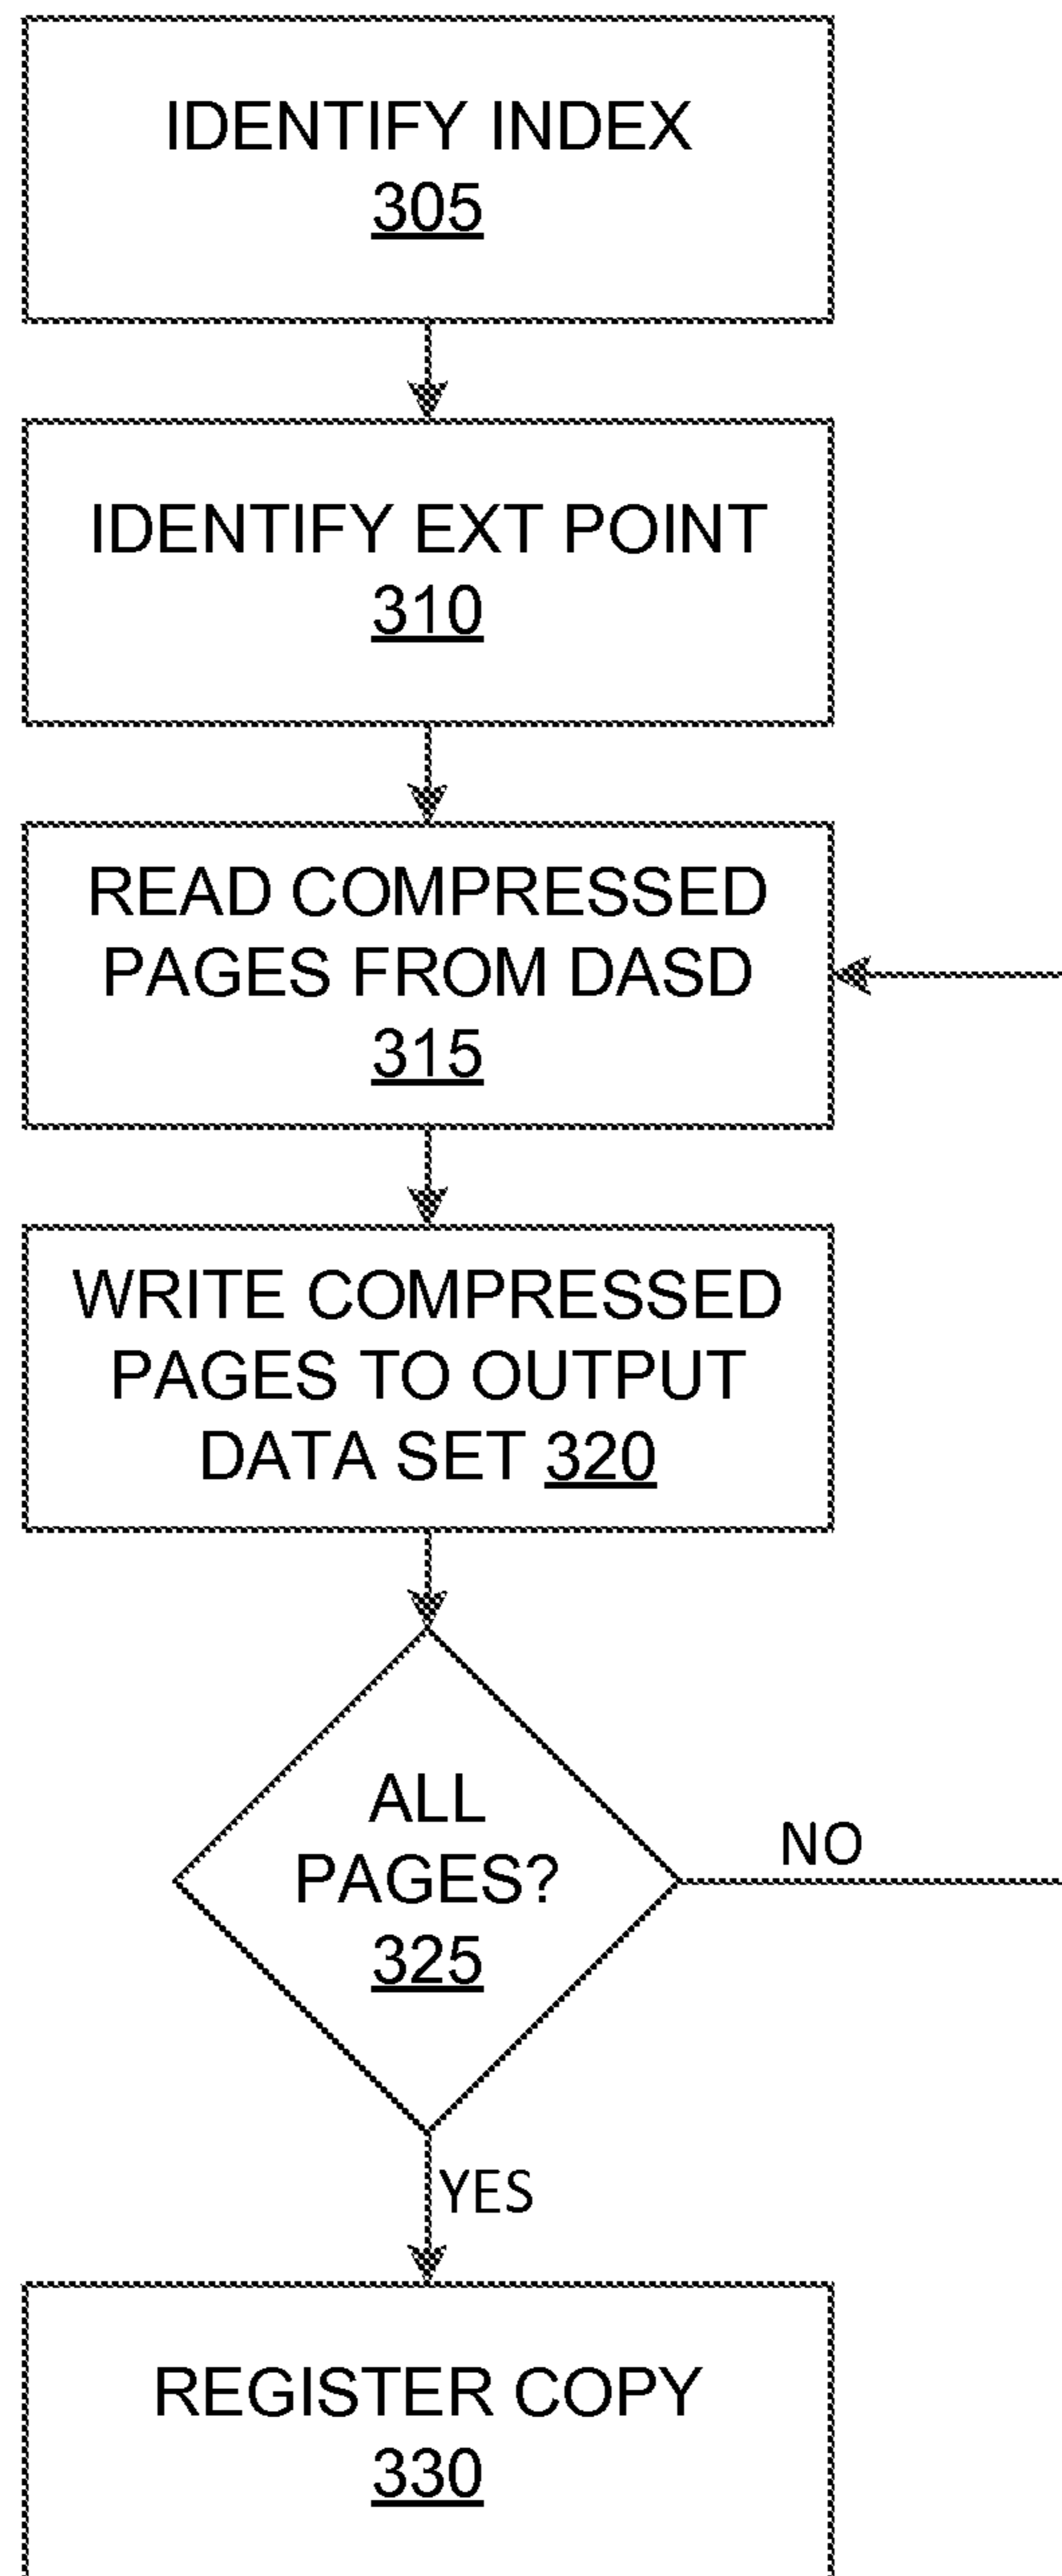 IDENTIFY INDEX
305
IDENTIFY EXT POINT
310
READ COMPRESSED
PAGES FROM DASD
315
WRITE COMPRESSED
PAGES TO OUTPUT
DATA SET 320
ALL
PAGES?
325
NO
YES
REGISTER COPY
330